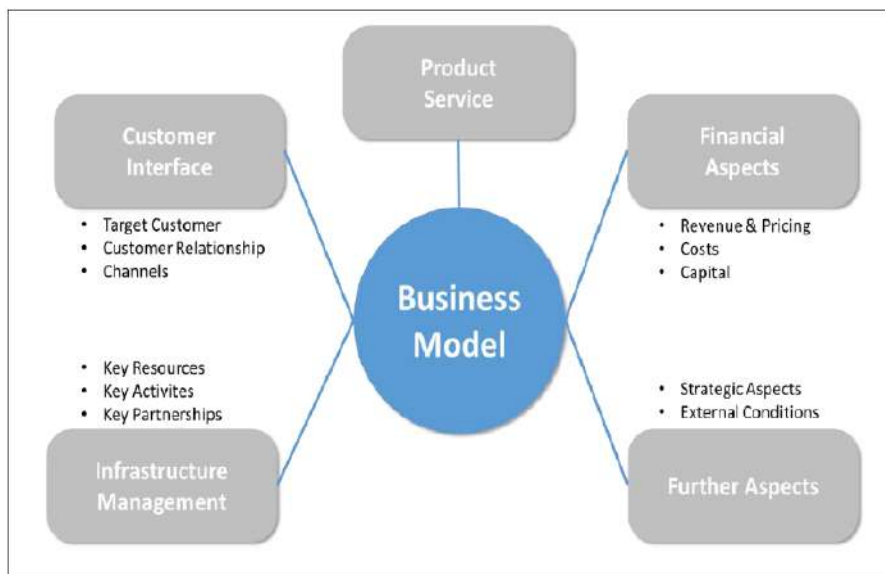 Product
Service
Customer
Interface
• Target Customer
• Customer Relationship
• Channels
Financial
Aspects
• Revenue & Pricing
• Costs
• Capital
Business
Model
• Key Resources
• Key Activites
• Key Partnerships
Infrastructure
Management
• Strategic Aspects
• External Conditions
Further Aspects